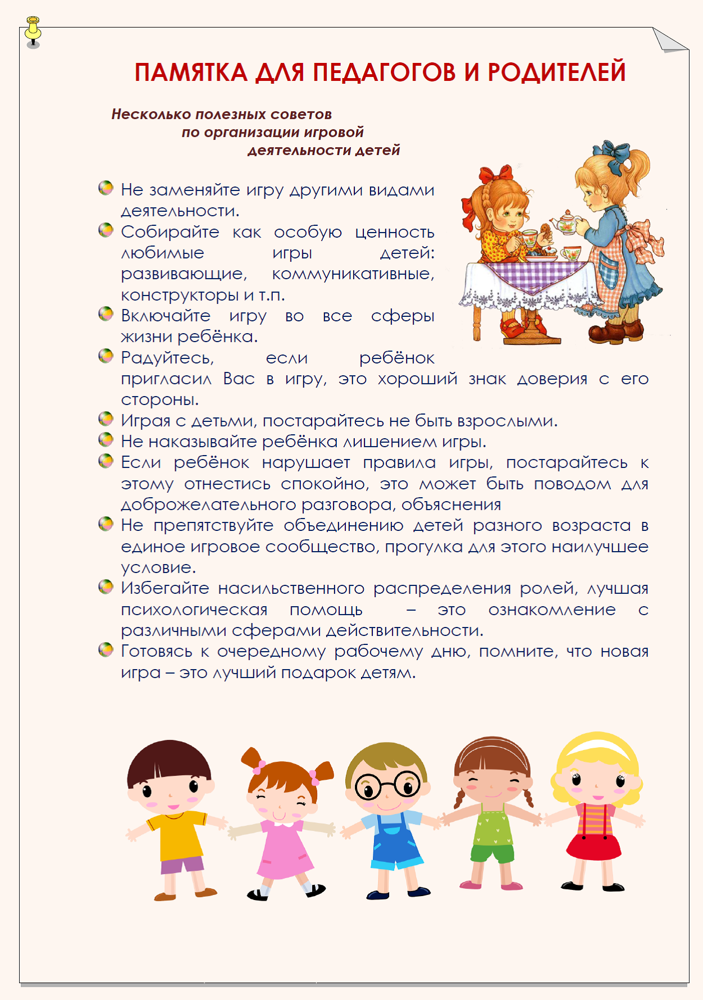 ПАМЯТКА ДЛЯ ПЕДАГОГОВ И РОДИТЕЛЕЙ
Несколько полезных советов
по организации игровой
деятельности детей
Не заменяйте игру другими видами
деятельности.
Собирайте как особую ценность
любимые игры детей:
развивающие, коммуникативные,
конструкторы и т.п.
Включайте игру во все сферы
жизни ребёнка.
Радуйтесь, если ребёнок
пригласил Вас в игру, это хороший знак доверия с его
стороны.
Играя с детьми, постарайтесь не быть взрослыми.
Не наказывайте ребёнка лишением игры.
Если ребёнок нарушает правила игры, постарайтесь к
этому отнестись спокойно, это может быть поводом для
доброжелательного разговора, объяснения
Не препятствуйте объединению детей разного возраста в
единое игровое сообщество, прогулка для этого наилучшее
условие.
Избегайте насильственного распределения ролей, лучшая
психологическая помощь – это ознакомление с
различными сферами действительности.
Готовясь к очередному рабочему дню, помните, что новая
игра – это лучший подарок детям.